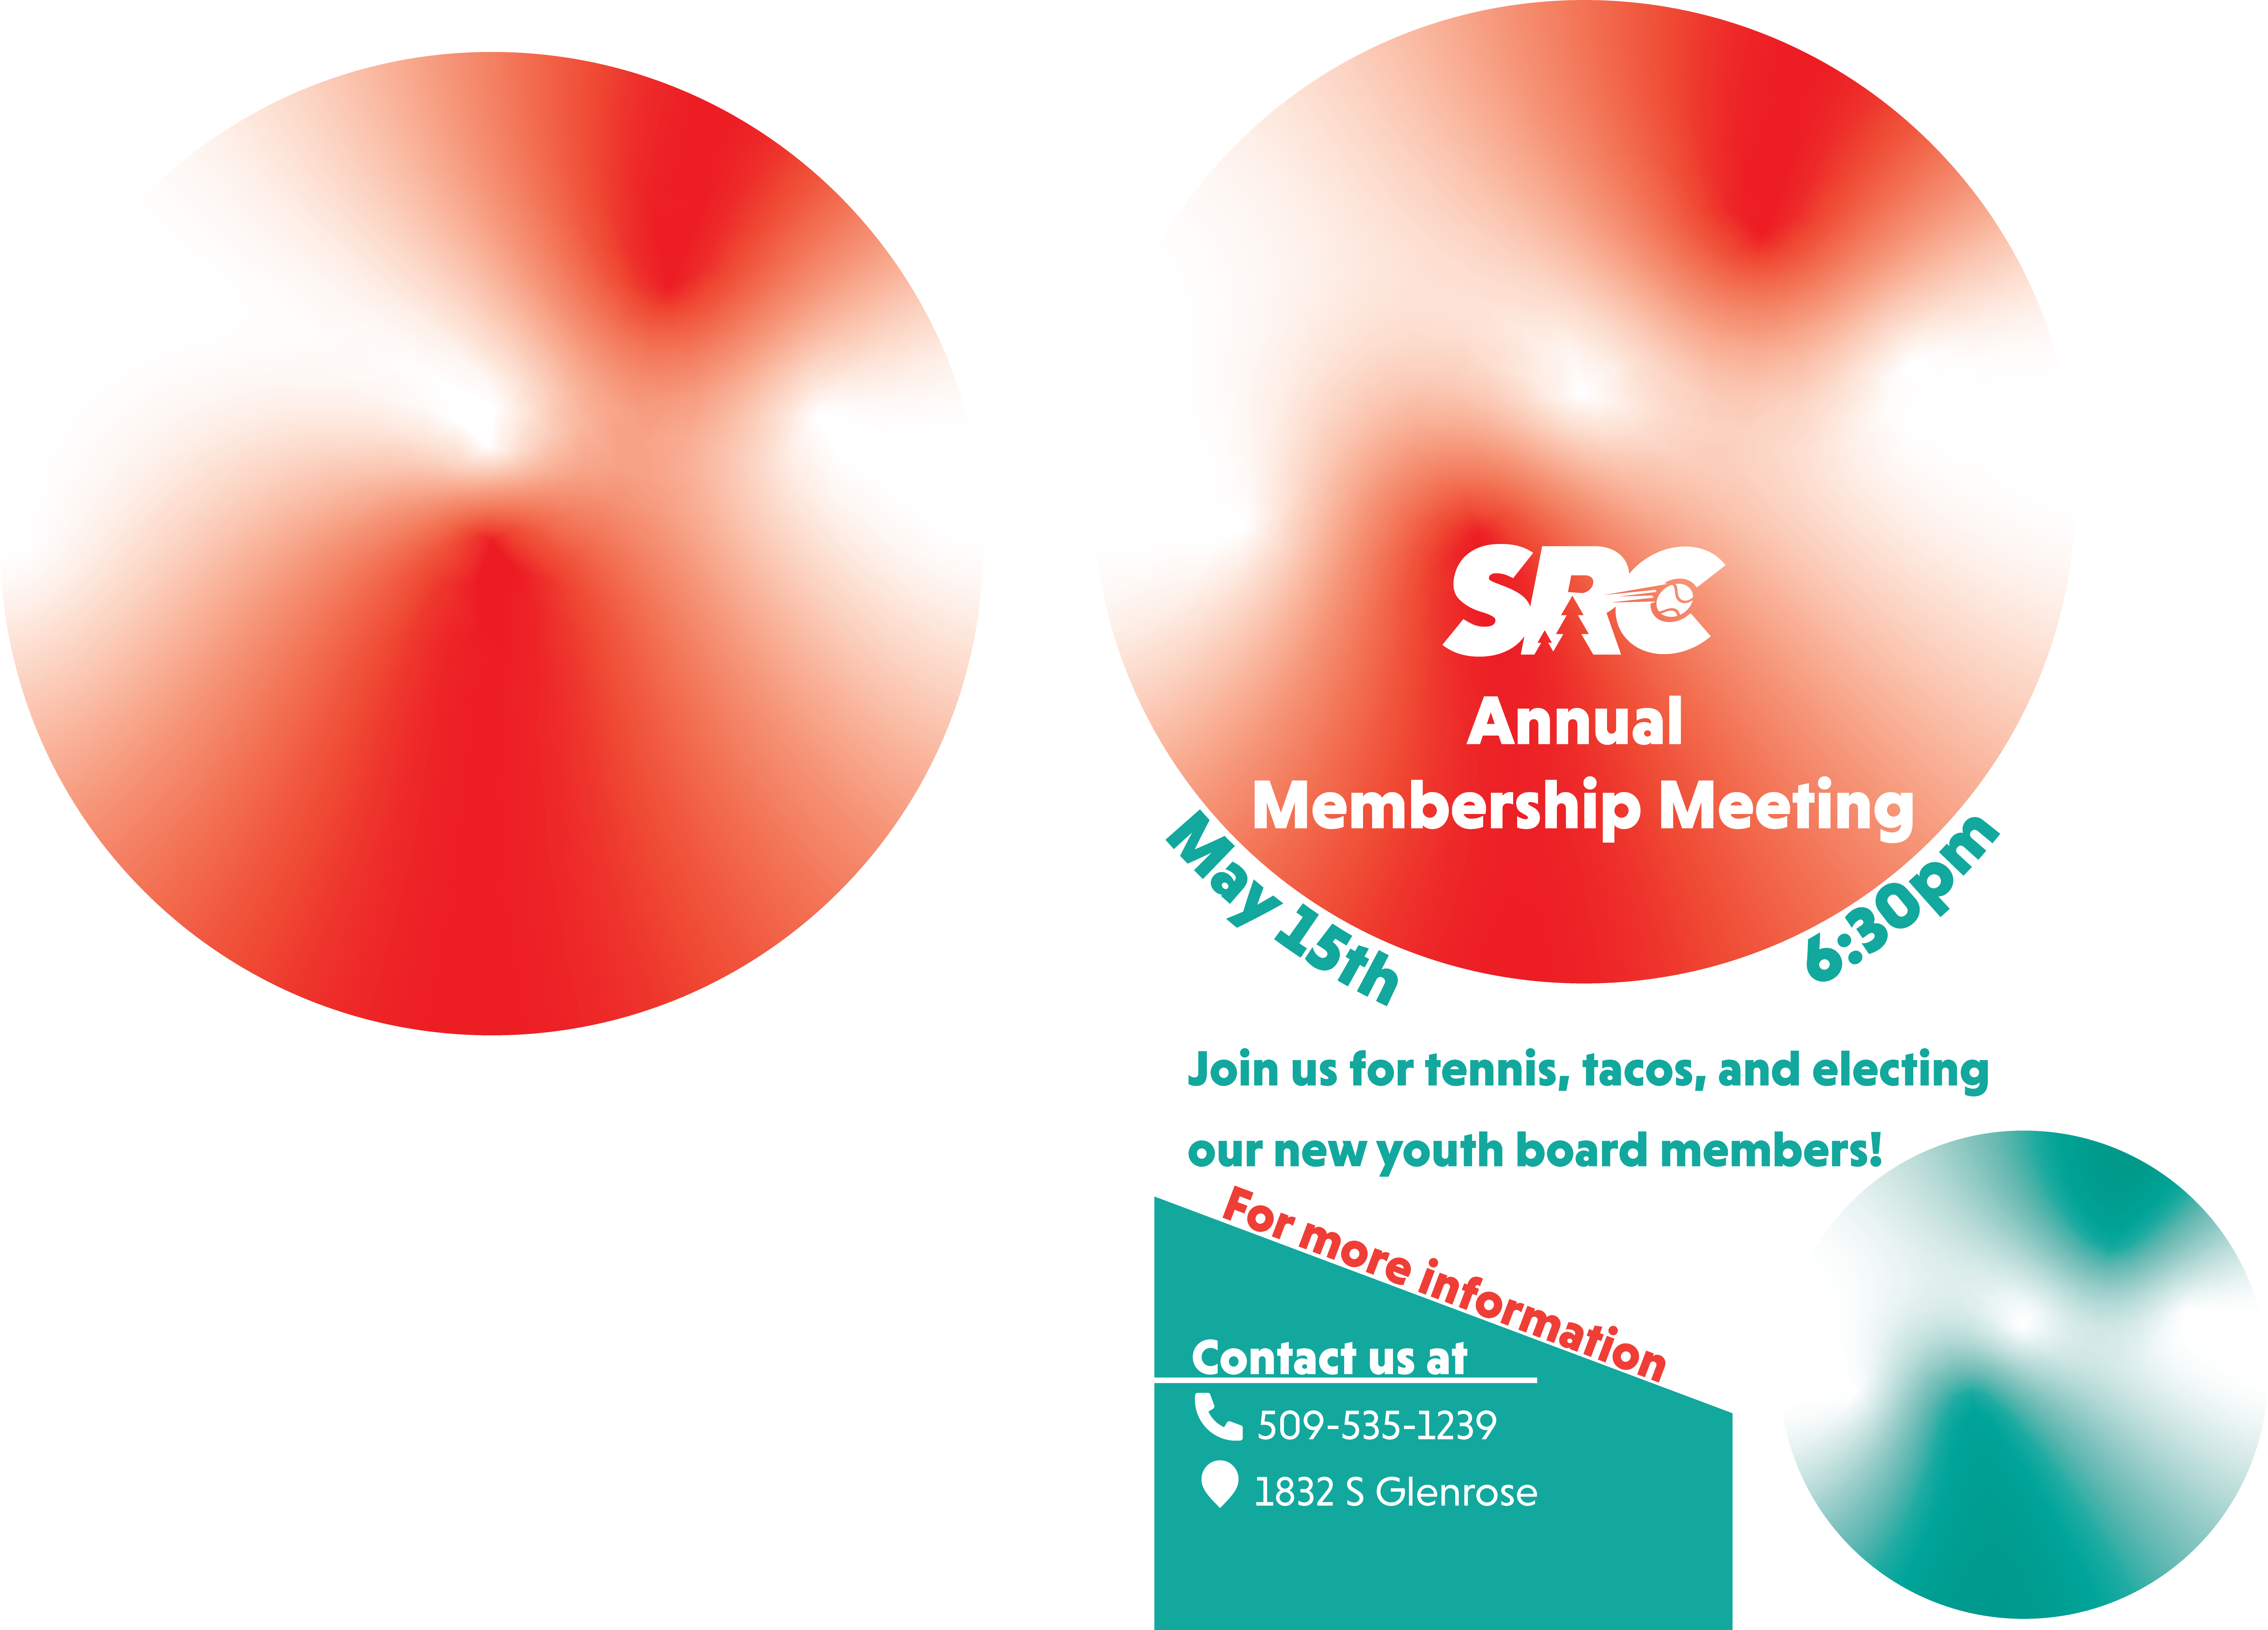 SRC
Annual
Membership Meeting
May 15th
6:30pm
Join us for tennis, tacos, and electing
our new youth board members!
For more information
Contact us at
509-535-1239
1832 S Glenrose